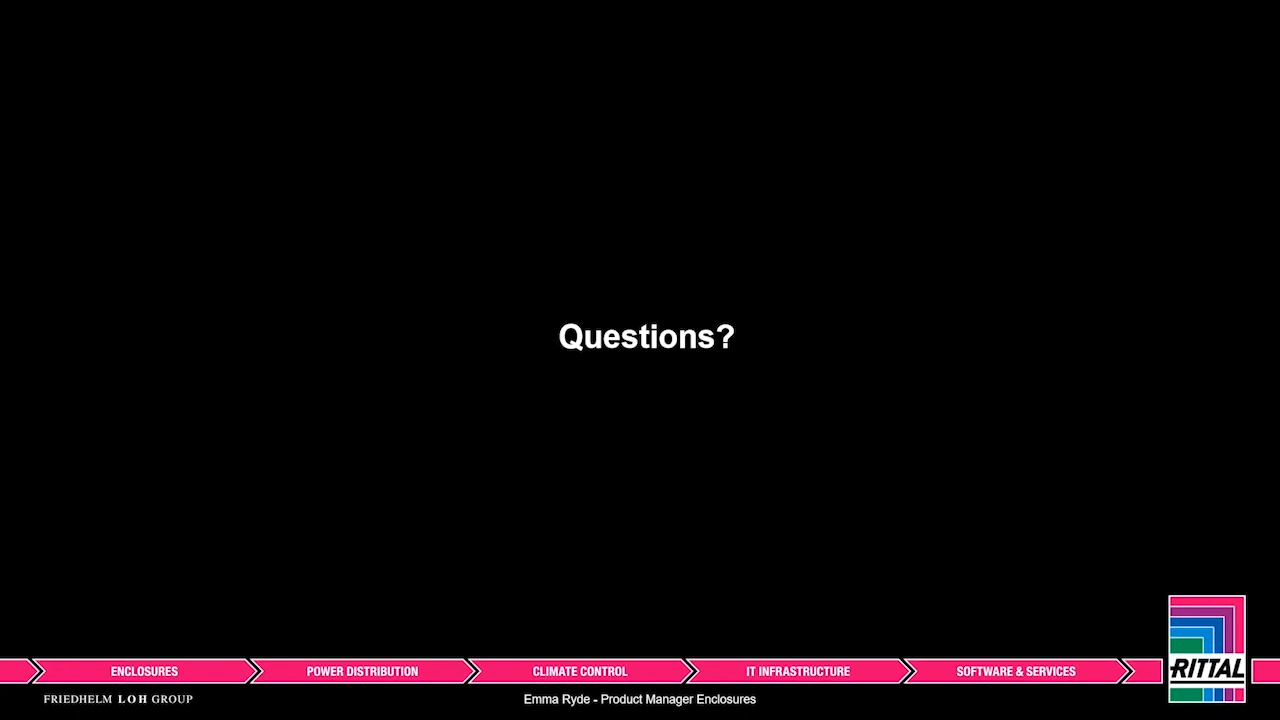 Questions?
ENCLOSURES
POWER DISTRIBUTION
CLIMATE CONTROL
IT INFRASTRUCTURE
SOFTWARE & SERVICES
RITTAL
FRIEDHELM LOH GROUP
Emma Ryde - Product Manager Enclosures